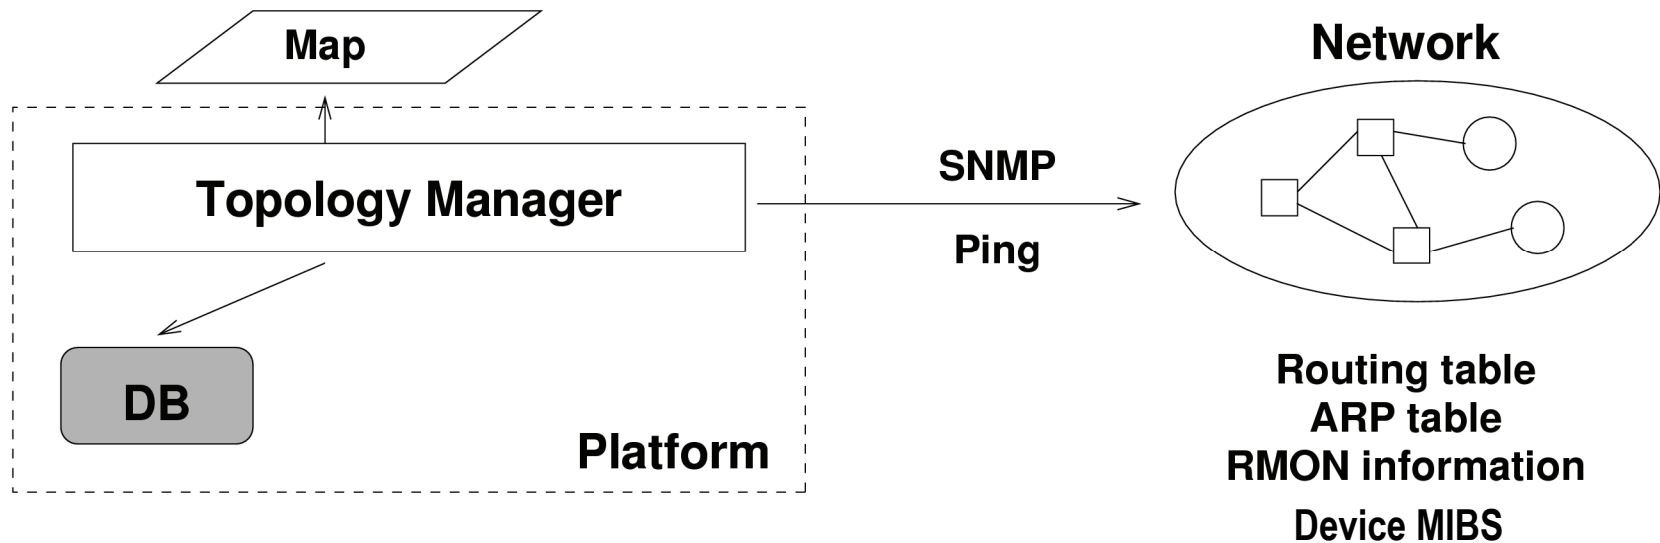 Map
Network
Topology Manager
SNMP
Ping
DB
Platform
Routing table
ARP table
RMON information
Device MIBS